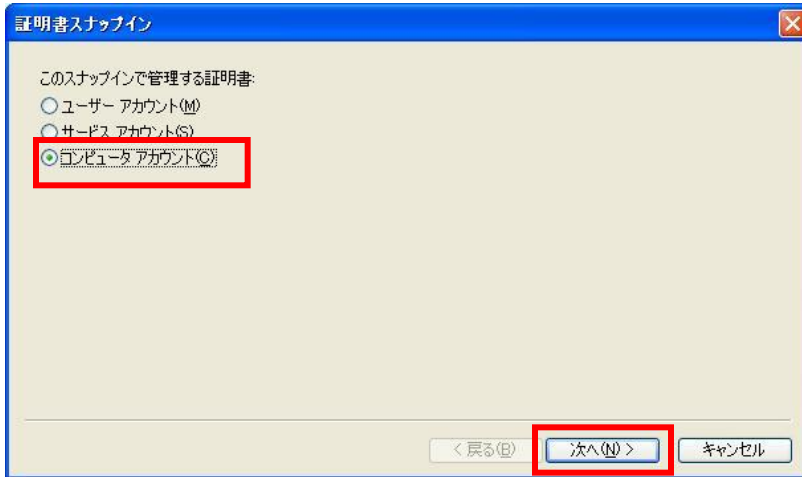 証明書スナップイン
このスナップインで管理する証明書:
ユーザー アカウント(M)
サービス アカウント(S)
コンピュータ アカウント(C)
< 戻る(B) 次へ(N) > キャンセル